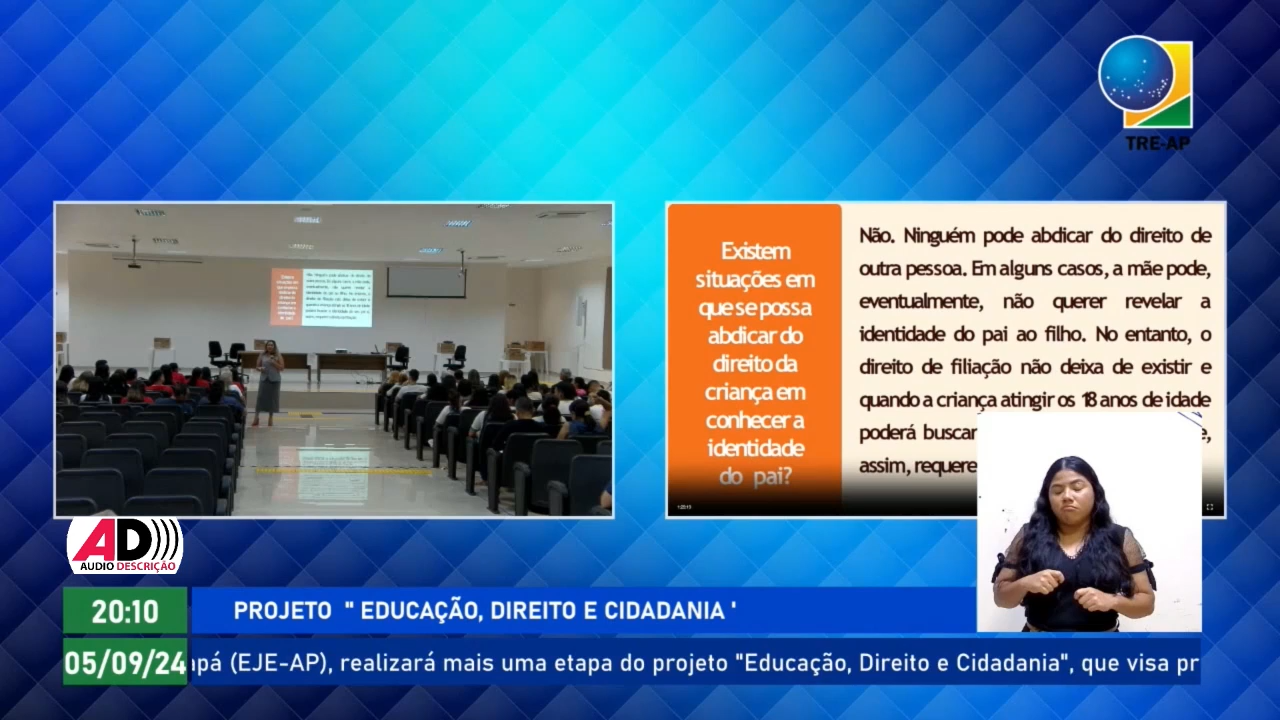 TRE-AP
Existem
situações em
que se possa
abdicar do
direito da
criança em
conhecer a
identidade
do pai?
Não. Ninguém pode abdicar do direito de
outra pessoa. Em alguns casos, a mãe pode,
eventualmente, não querer revelar a
identidade do pai ao filho. No entanto, o
direito de filiação não deixa de existir e
quando a criança atingir os 18 anos de idade
poderá buscar
assim, requere
AD
AUDIO DESCRIÇÃO
20:10
PROJETO " EDUCAÇÃO, DIREITO E CIDADANIA '
05/09/24
apá (EJE-AP), realizará mais uma etapa do projeto "Educação, Direito e Cidadania", que visa pr